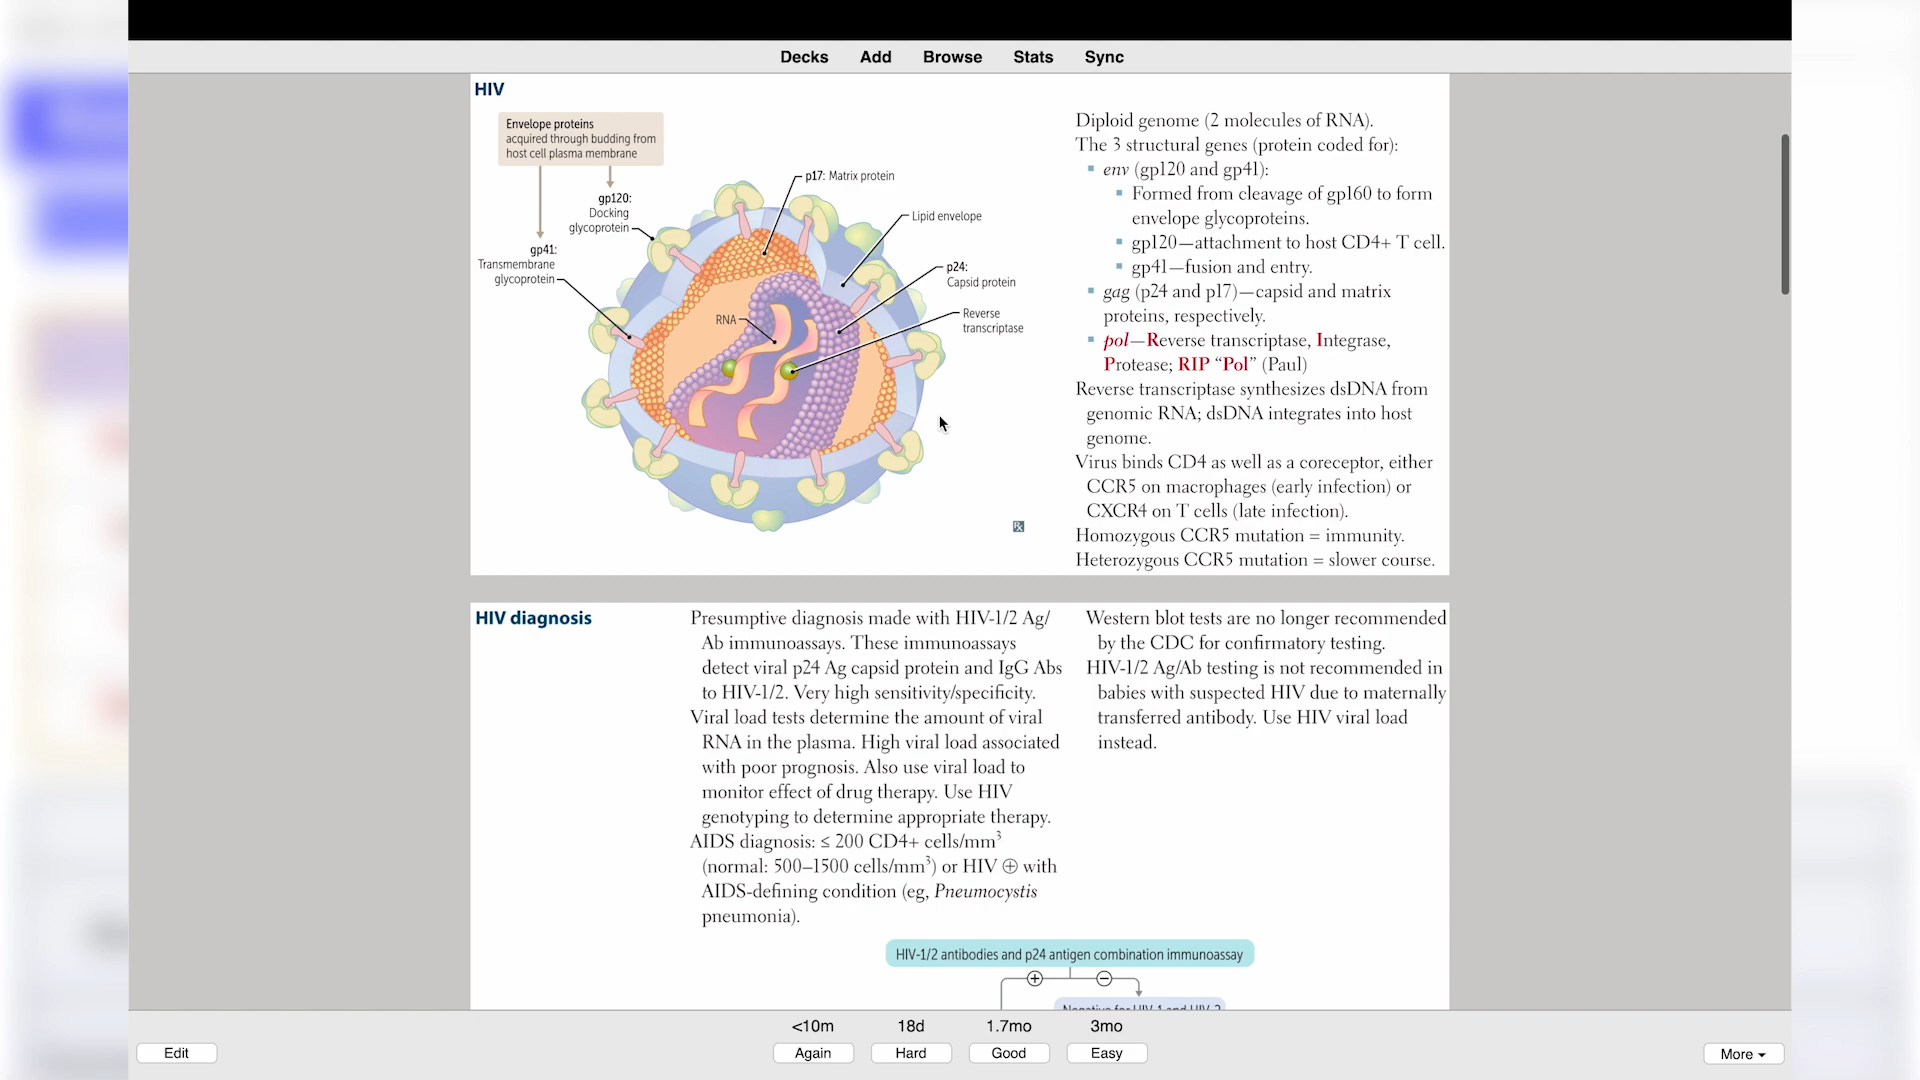 Decks Add Browse Stats Sync
HIV
Envelope proteins
acquired through budding from
host cell plasma membrane
gp120:
Docking
glycoprotein
gp41:
Transmembrane
glycoprotein
p17: Matrix protein
Lipid envelope
p24:
Capsid protein
Reverse
transcriptase
RNA
Rx
Diploid genome (2 molecules of RNA).
The 3 structural genes (protein coded for):
▪ env (gp120 and gp41):
▪ Formed from cleavage of gp160 to form
envelope glycoproteins.
▪ gp120—attachment to host CD4+ T cell.
▪ gp41—fusion and entry.
▪ gag (p24 and p17)—capsid and matrix
proteins, respectively.
▪ pol—Reverse transcriptase, Integrase,
Protease; RIP “Pol” (Paul)
Reverse transcriptase synthesizes dsDNA from
genomic RNA; dsDNA integrates into host
genome.
Virus binds CD4 as well as a coreceptor, either
CCR5 on macrophages (early infection) or
CXCR4 on T cells (late infection).
Homozygous CCR5 mutation = immunity.
Heterozygous CCR5 mutation = slower course.
HIV diagnosis
Presumptive diagnosis made with HIV-1/2 Ag/
Ab immunoassays. These immunoassays
detect viral p24 Ag capsid protein and IgG Abs
to HIV-1/2. Very high sensitivity/specificity.
Viral load tests determine the amount of viral
RNA in the plasma. High viral load associated
with poor prognosis. Also use viral load to
monitor effect of drug therapy. Use HIV
genotyping to determine appropriate therapy.
AIDS diagnosis: ≤ 200 CD4+ cells/mm³
(normal: 500–1500 cells/mm³) or HIV ⊕ with
AIDS-defining condition (eg, Pneumocystis
pneumonia).
Western blot tests are no longer recommended
by the CDC for confirmatory testing.
HIV-1/2 Ag/Ab testing is not recommended in
babies with suspected HIV due to maternally
transferred antibody. Use HIV viral load
instead.
HIV-1/2 antibodies and p24 antigen combination immunoassay
⊕ ⊖
Negative for HIV-1 and HIV-2
<10m 18d 1.7mo 3mo
Edit Again Hard Good Easy More